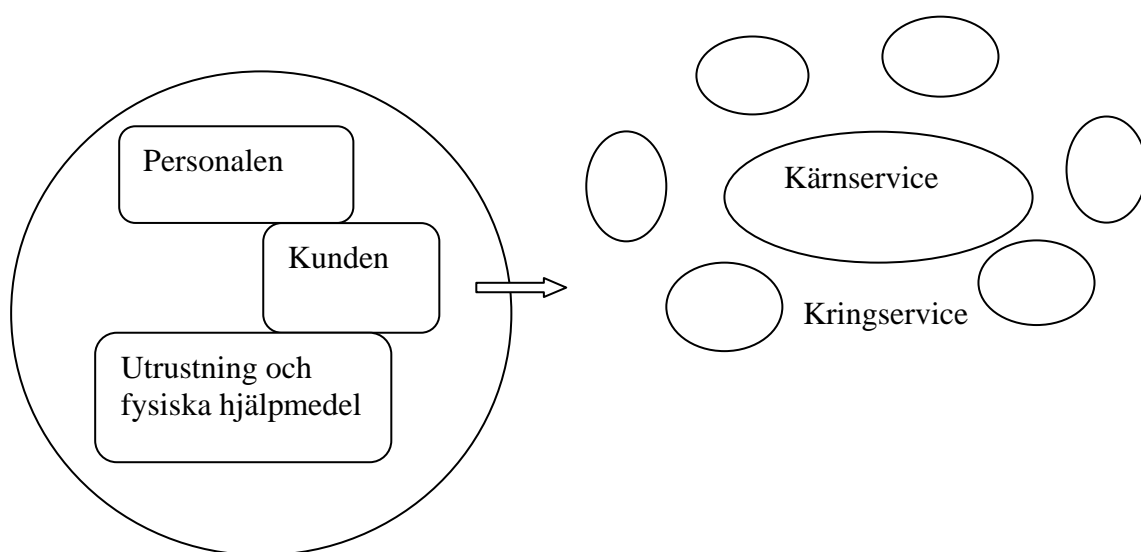 Personalen
Kunden
Utrustning och
fysiska hjälpmedel
Kärnservice
Kringservice